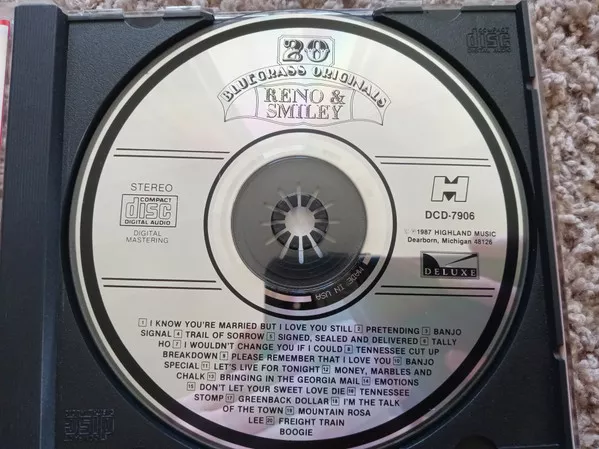 20
BLUEGRASS ORIGINALS
RENO &
SMILEY
disc
DIGITAL AUDIO
STEREO
COMPACT
disc
DIGITAL AUDIO
DIGITAL
MASTERING
DCD-7906
©℗1987 HIGHLAND MUSIC
Dearborn, Michigan 48126
DELUXE
MADE IN USA
1 I KNOW YOU'RE MARRIED BUT I LOVE YOU STILL 2 PRETENDING 3 BANJO
SIGNAL 4 TRAIL OF SORROW 5 SIGNED, SEALED AND DELIVERED 6 TALLY
HO 7 I WOULDN'T CHANGE YOU IF I COULD 8 TENNESSEE CUT UP
BREAKDOWN 9 PLEASE REMEMBER THAT I LOVE YOU 10 BANJO
SPECIAL 11 LET'S LIVE FOR TONIGHT 12 MONEY, MARBLES AND
CHALK 13 BRINGING IN THE GEORGIA MAIL 14 EMOTIONS
15 DON'T LET YOUR SWEET LOVE DIE 16 TENNESSEE
STOMP 17 GREENBACK DOLLAR 18 I'M THE TALK
OF THE TOWN 19 MOUNTAIN ROSA
LEE 20 FREIGHT TRAIN
BOOGIE